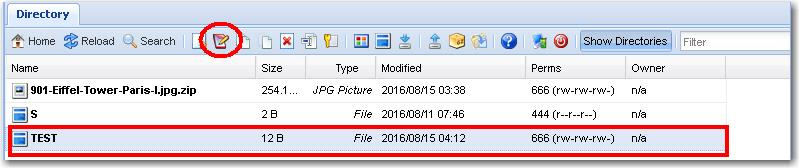 Directory
Home Reload Search Show Directories Filter
Name Size Type Modified Perms Owner
901-Eiffel-Tower-Paris-I.jpg.zip 254,1... JPG Picture 2016/08/15 03:38 666 (rw-rw-rw-) n/a
S 2 B File 2016/08/11 07:46 444 (r--r--r--) n/a
TEST 12 B File 2016/08/15 04:12 666 (rw-rw-rw-) n/a